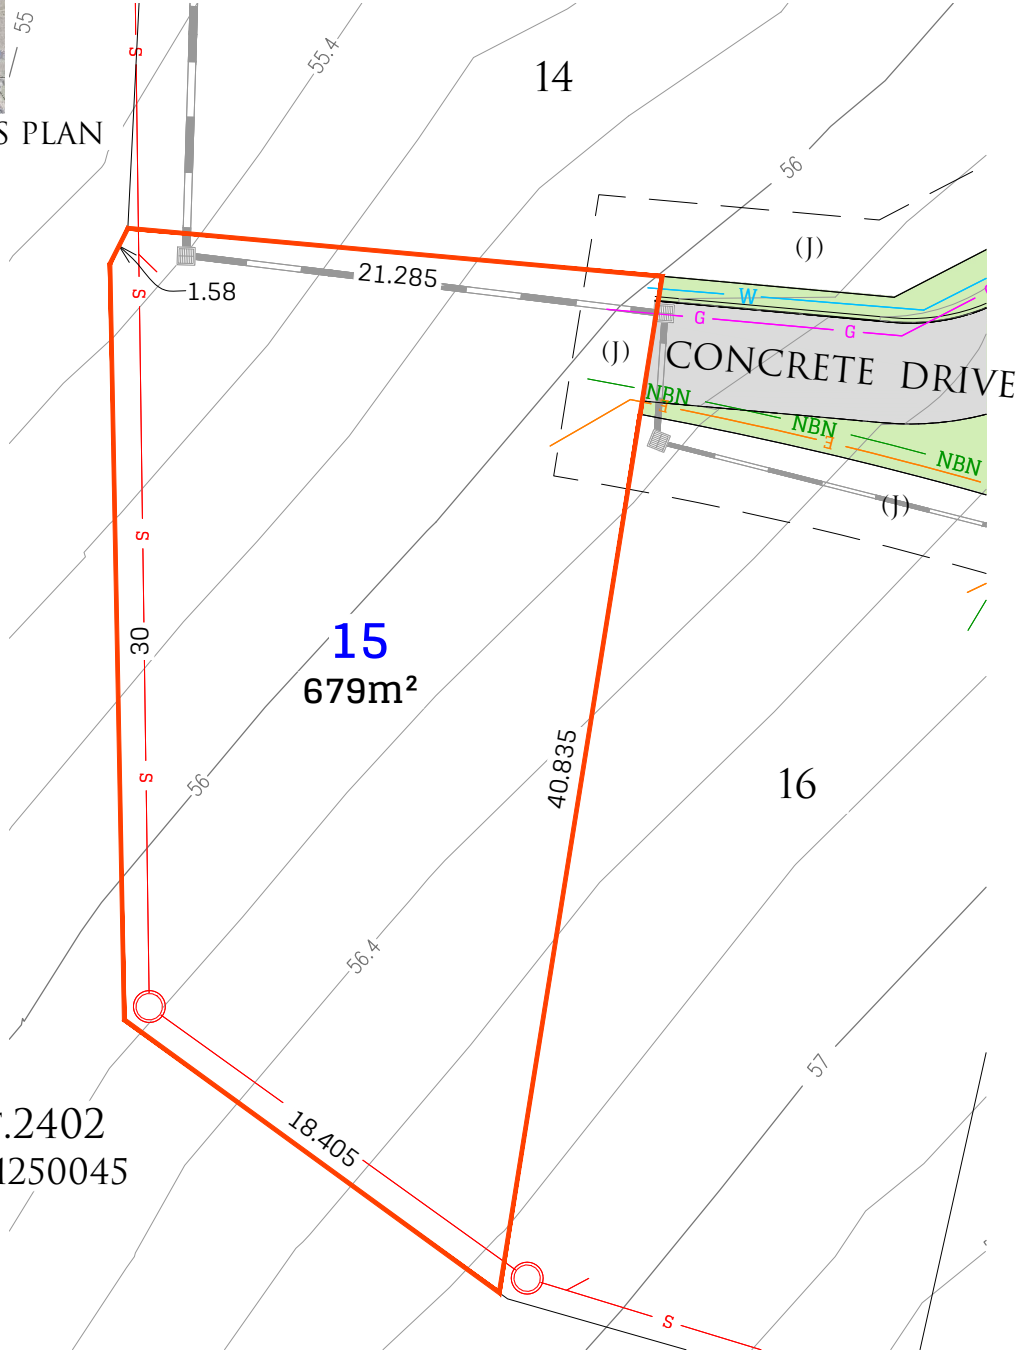 55
S
55.4
14
S PLAN
56
(J)
21.285
1.58
S
W
G
G
(J)
CONCRETE DRIVE
NBN
E
NBN
E
NBN
(J)
S
30
15
679m²
40.835
S
56
16
56.4
57
.2402
1250045
18.405
S